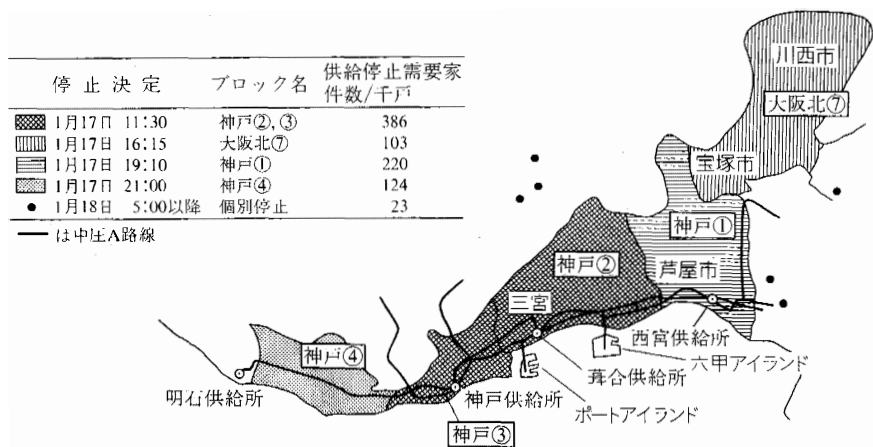 停止決定 ブロック名 供給停止需要家件数/千戸
1月17日 11:30 神戸②,③ 386
1月17日 16:15 大阪北⑦ 103
1月17日 19:10 神戸① 220
1月17日 21:00 神戸④ 124
● 1月18日 5:00以降 個別停止 23
は中圧A路線
川西市
大阪北⑦
宝塚市
神戸①
神戸②
芦屋市
三宮
西宮供給所
六甲アイランド
神戸④
葺合供給所
明石供給所
神戸供給所
ポートアイランド
神戸③